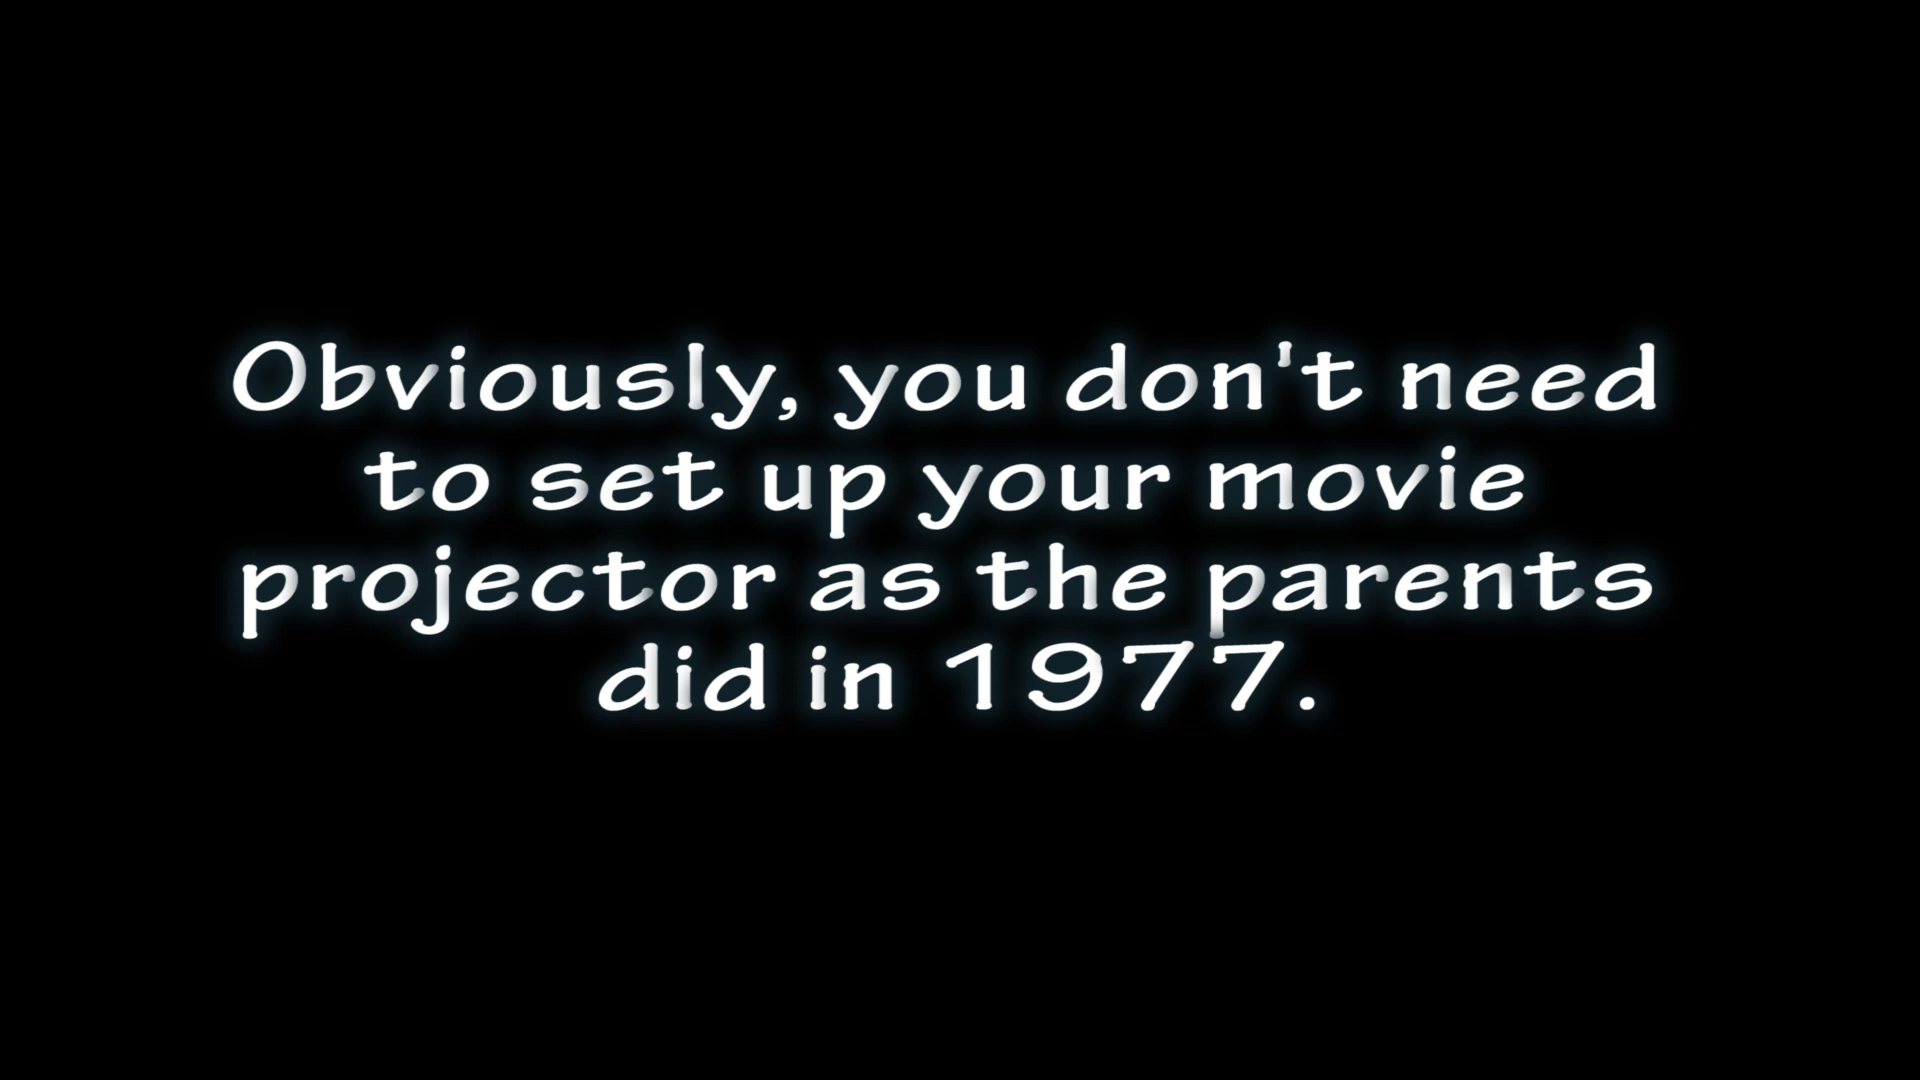 Obviously, you don't need
to set up your movie
projector as the parents
did in 1977.